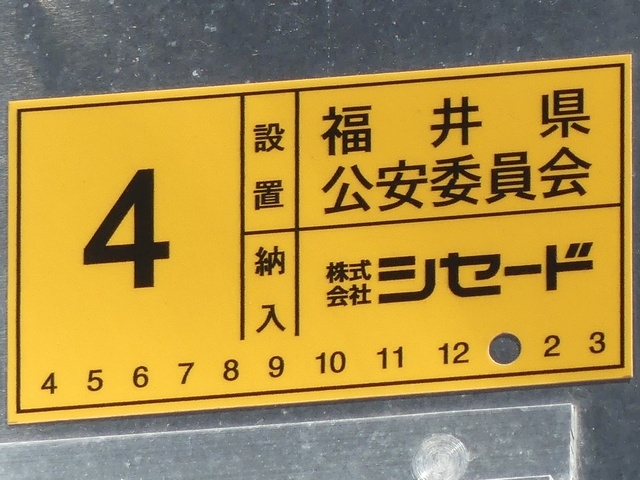 4
設置
福井県
公安委員会
納入
株式会社
シセード
4 5 6 7 8 9 10 11 12 2 3